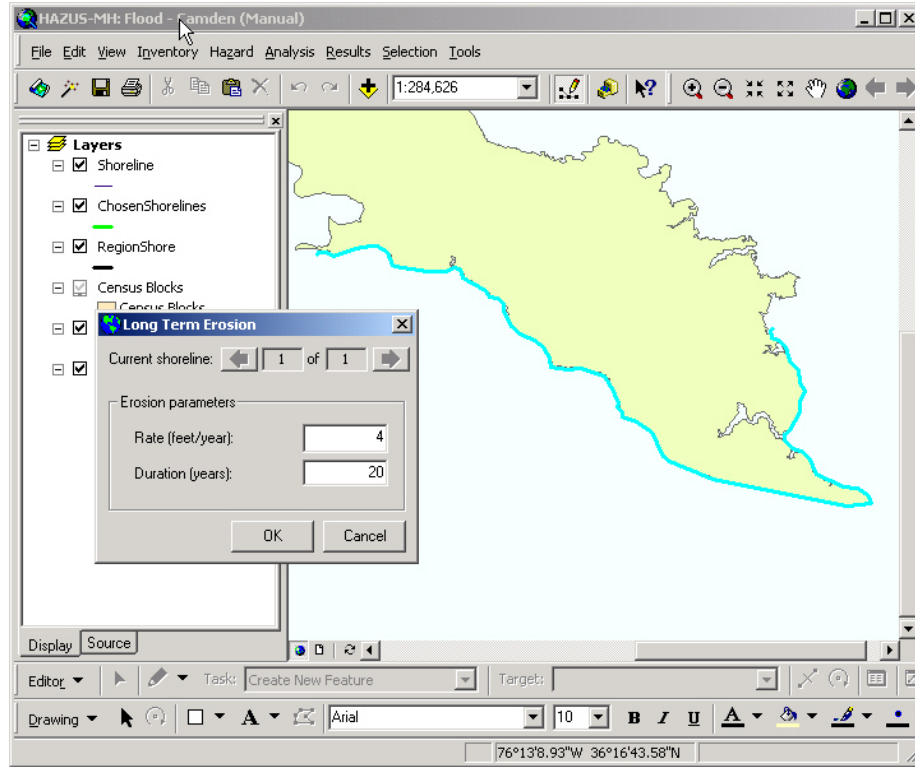 HAZUS-MH: Flood - Camden (Manual)
File Edit View Inventory Hazard Analysis Results Selection Tools
1:284,626
Layers
Shoreline
ChosenShorelines
RegionShore
Census Blocks
Census Blocks
Long Term Erosion
Current shoreline: 1 of 1
Erosion parameters
Rate (feet/year): 4
Duration (years): 20
OK Cancel
Display Source
Editor Task: Create New Feature Target:
Drawing A Arial 10 B I U A
76°13'8.93"W 36°16'43.58"N